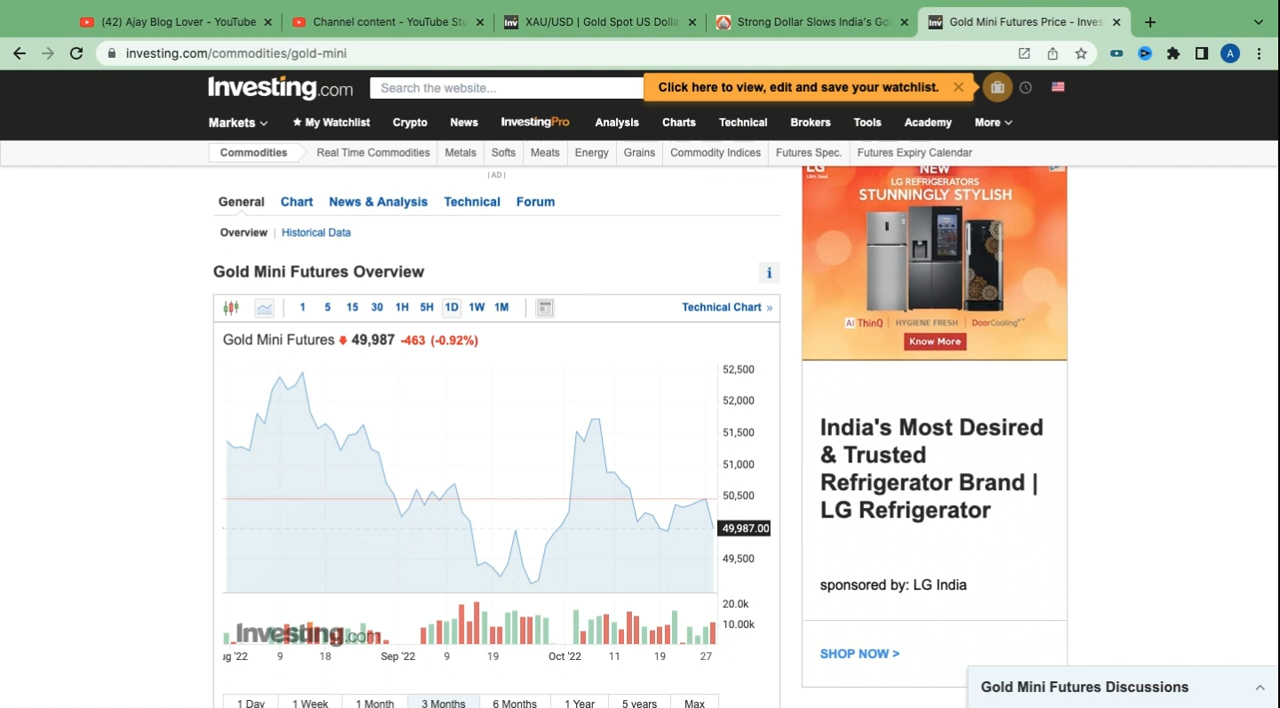 (42) Ajay Blog Lover - YouTube
Channel content - YouTube Stu
XAU/USD | Gold Spot US Dolla
Strong Dollar Slows India's Go
Gold Mini Futures Price - Inves
investing.com/commodities/gold-mini
A
Investing.com
Search the website...
Click here to view, edit and save your watchlist.
Markets
My Watchlist
Crypto
News
InvestingPro
Analysis
Charts
Technical
Brokers
Tools
Academy
More
Commodities
Real Time Commodities
Metals
Softs
Meats
Energy
Grains
Commodity Indices
Futures Spec.
Futures Expiry Calendar
| AD |
General
Chart
News & Analysis
Technical
Forum
Overview
Historical Data
Gold Mini Futures Overview
i
1 5 15 30 1H 5H 1D 1W 1M
Technical Chart »
Gold Mini Futures 49,987 -463 (-0.92%)
52,500
52,000
51,500
51,000
50,500
49,987.00
49,500
20.0k
10.00k
Investing.com
ug '22 9 18 Sep '22 9 19 Oct '22 11 19 27
1 Day
1 Week
1 Month
3 Months
6 Months
1 Year
5 years
Max
LG
NEW
LG REFRIGERATORS
STUNNINGLY STYLISH
AI ThinQ | HYGIENE FRESH | DoorCooling+
Know More
India's Most Desired
& Trusted
Refrigerator Brand |
LG Refrigerator
sponsored by: LG India
SHOP NOW >
Gold Mini Futures Discussions